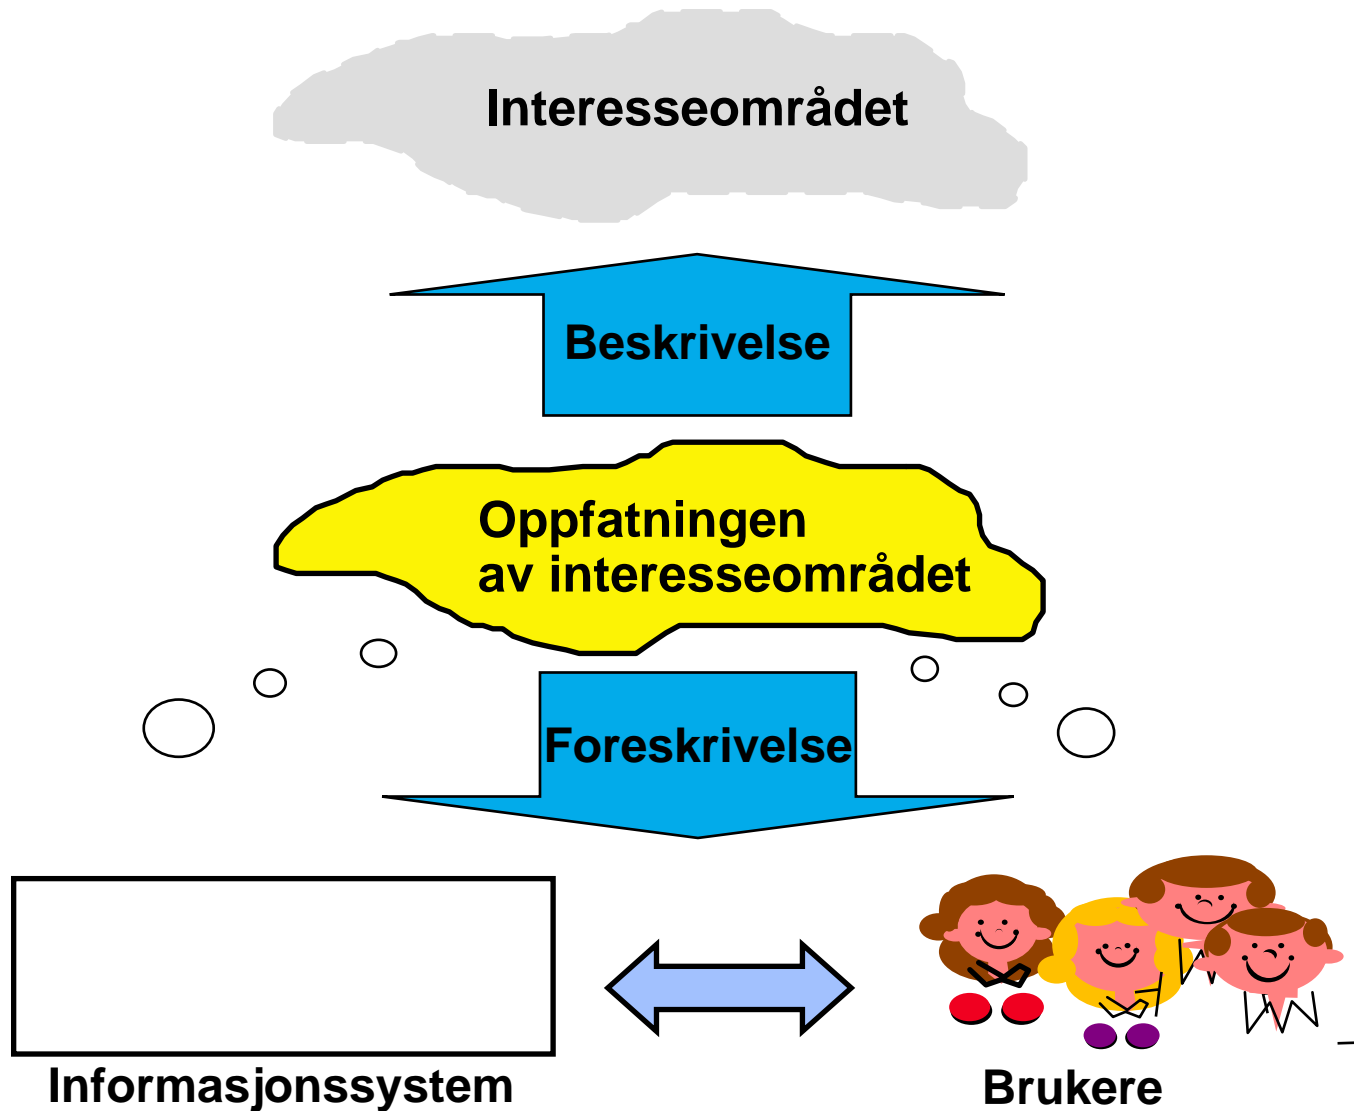 Interesseområdet
Beskrivelse
Oppfatningen
av interesseområdet
Foreskrivelse
Informasjonssystem
Brukere